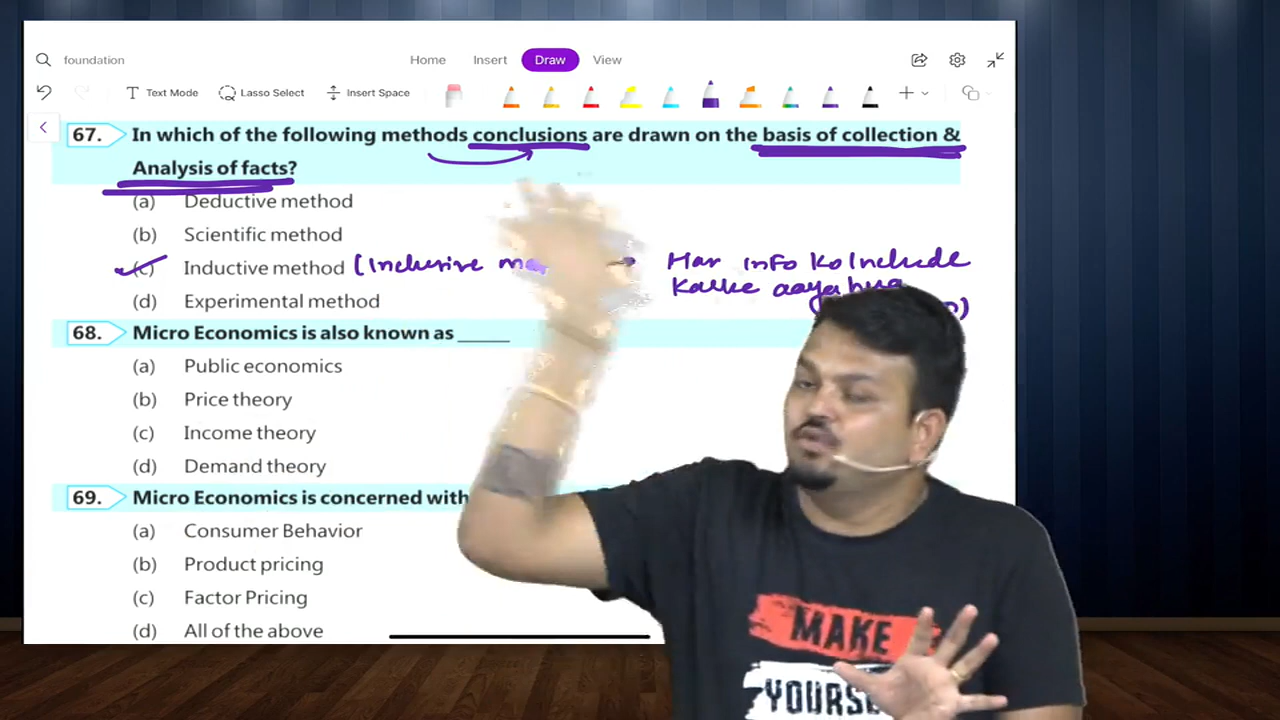 foundation
Home Insert Draw View
Text Mode Lasso Select Insert Space
67. In which of the following methods conclusions are drawn on the basis of collection &
Analysis of facts?
(a) Deductive method
(b) Scientific method
(c) Inductive method (Inclusive Har info ko Include
Karke aaya hua
(d) Experimental method
68. Micro Economics is also known as _____
(a) Public economics
(b) Price theory
(c) Income theory
(d) Demand theory
69. Micro Economics is concerned with
(a) Consumer Behavior
(b) Product pricing
(c) Factor Pricing
(d) All of the above
MAKE